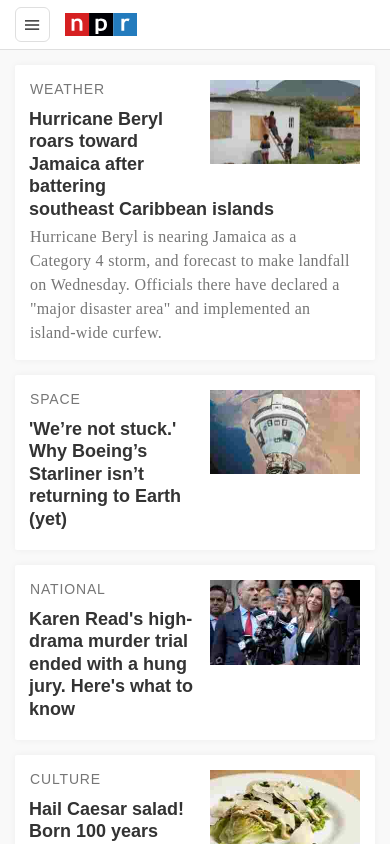 npr
WEATHER
Hurricane Beryl
roars toward
Jamaica after
battering
southeast Caribbean islands
Hurricane Beryl is nearing Jamaica as a
Category 4 storm, and forecast to make landfall
on Wednesday. Officials there have declared a
"major disaster area" and implemented an
island-wide curfew.
SPACE
'We’re not stuck.'
Why Boeing’s
Starliner isn’t
returning to Earth
(yet)
NATIONAL
Karen Read's high-
drama murder trial
ended with a hung
jury. Here's what to
know
CULTURE
Hail Caesar salad!
Born 100 years